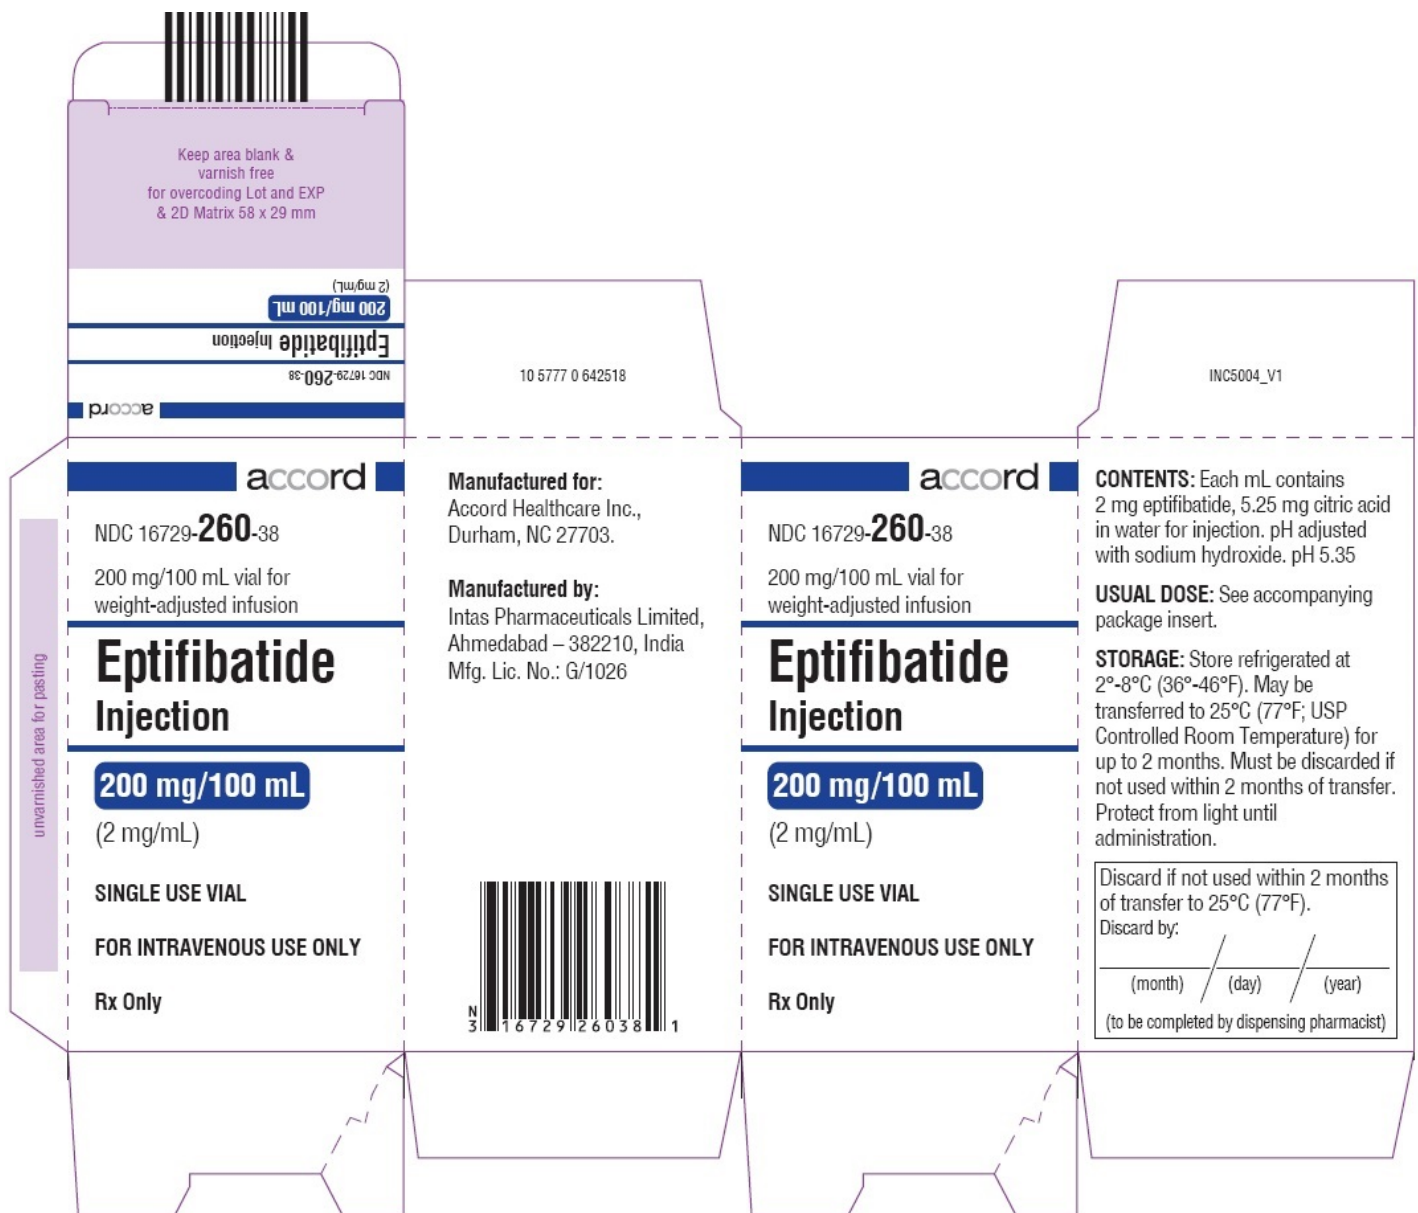 Keep area blank &
varnish free
for overcoding Lot and EXP
& 2D Matrix 58 x 29 mm
(2 mg/mL)
200 mg/100 mL
Eptifibatide Injection
NDC 16729-260-38
accord
10 5777 0 642518
INC5004_V1
unvarnished area for pasting
accord
NDC 16729-260-38
200 mg/100 mL vial for
weight-adjusted infusion
Eptifibatide
Injection
200 mg/100 mL
(2 mg/mL)
SINGLE USE VIAL
FOR INTRAVENOUS USE ONLY
Rx Only
Manufactured for:
Accord Healthcare Inc.,
Durham, NC 27703.
Manufactured by:
Intas Pharmaceuticals Limited,
Ahmedabad – 382210, India
Mfg. Lic. No.: G/1026
N
3 16729 26038 1
accord
NDC 16729-260-38
200 mg/100 mL vial for
weight-adjusted infusion
Eptifibatide
Injection
200 mg/100 mL
(2 mg/mL)
SINGLE USE VIAL
FOR INTRAVENOUS USE ONLY
Rx Only
CONTENTS: Each mL contains
2 mg eptifibatide, 5.25 mg citric acid
in water for injection. pH adjusted
with sodium hydroxide. pH 5.35
USUAL DOSE: See accompanying
package insert.
STORAGE: Store refrigerated at
2°-8°C (36°-46°F). May be
transferred to 25°C (77°F; USP
Controlled Room Temperature) for
up to 2 months. Must be discarded if
not used within 2 months of transfer.
Protect from light until
administration.
Discard if not used within 2 months
of transfer to 25°C (77°F).
Discard by:
(month) / (day) / (year)
(to be completed by dispensing pharmacist)